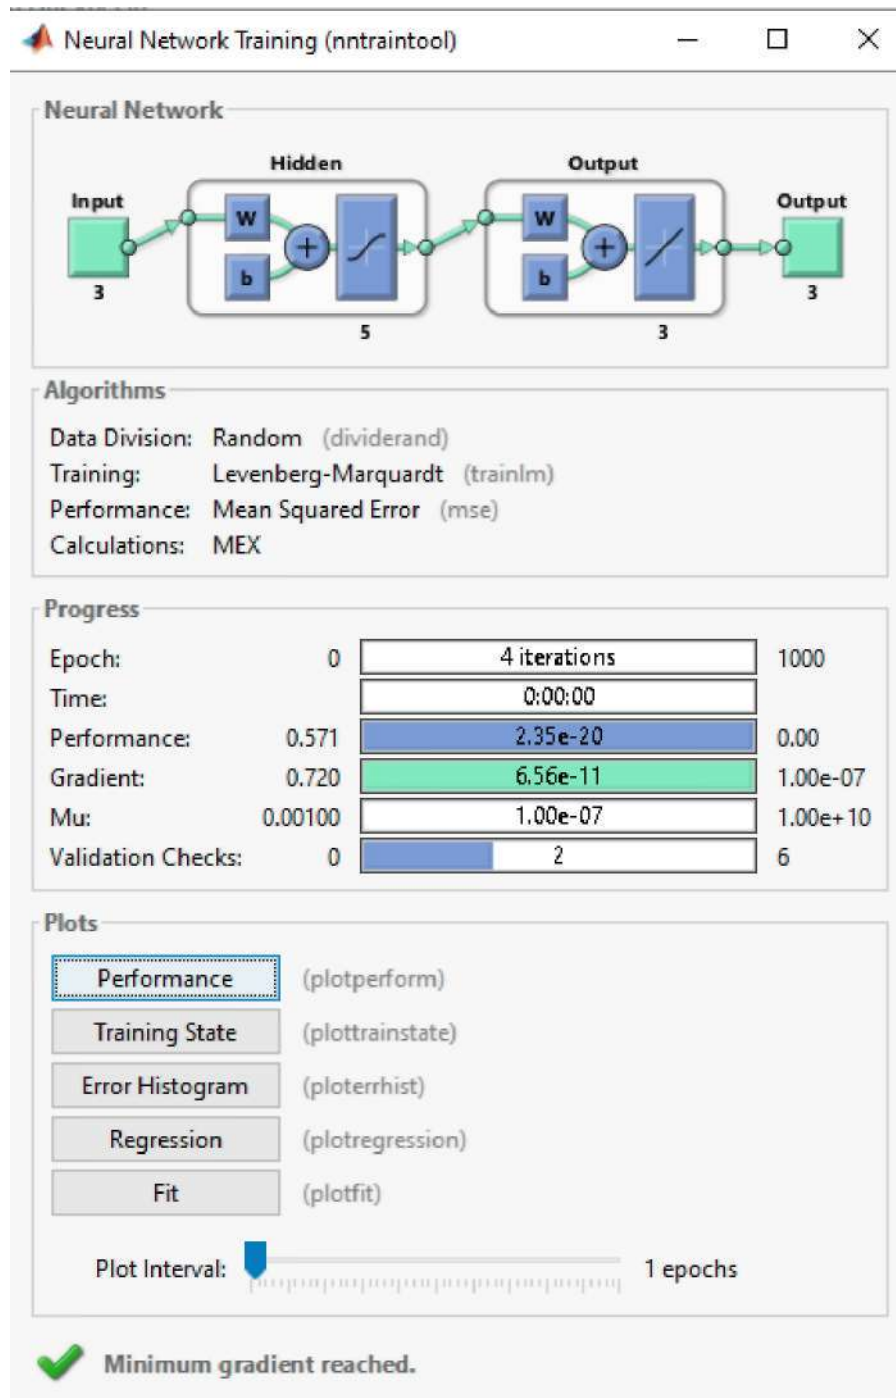 Neural Network Training (nntraintool)
Neural Network
Hidden Output
Input Output
W W
b b
3 3
5 3
Algorithms
Data Division: Random (dividerand)
Training: Levenberg-Marquardt (trainlm)
Performance: Mean Squared Error (mse)
Calculations: MEX
Progress
Epoch: 0 4 iterations 1000
Time: 0:00:00
Performance: 0.571 2.35e-20 0.00
Gradient: 0.720 6.56e-11 1.00e-07
Mu: 0.00100 1.00e-07 1.00e+10
Validation Checks: 0 2 6
Plots
Performance (plotperform)
Training State (plottrainstate)
Error Histogram (ploterrhist)
Regression (plotregression)
Fit (plotfit)
Plot Interval: 1 epochs
Minimum gradient reached.